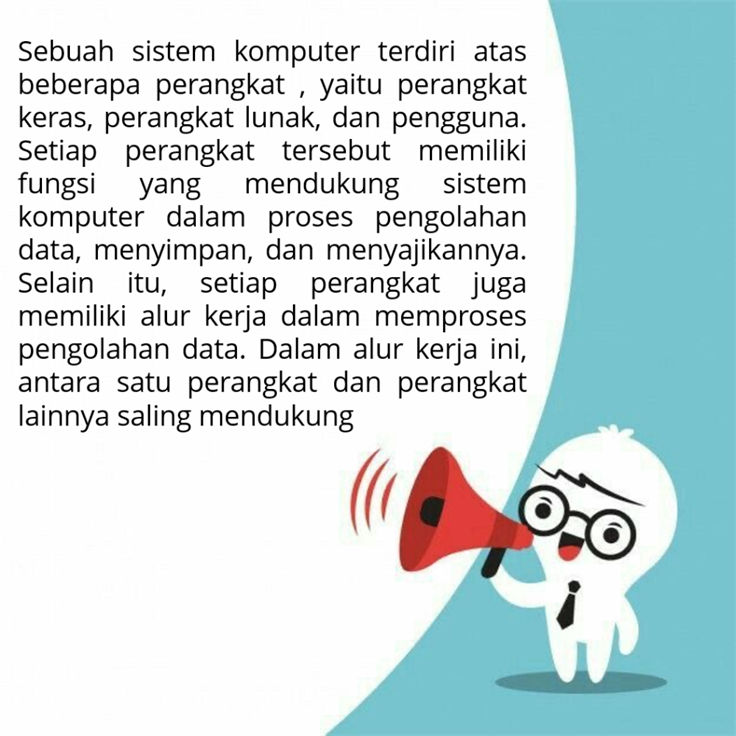 Sebuah sistem komputer terdiri atas
beberapa perangkat , yaitu perangkat
keras, perangkat lunak, dan pengguna.
Setiap perangkat tersebut memiliki
fungsi yang mendukung sistem
komputer dalam proses pengolahan
data, menyimpan, dan menyajikannya.
Selain itu, setiap perangkat juga
memiliki alur kerja dalam memproses
pengolahan data. Dalam alur kerja ini,
antara satu perangkat dan perangkat
lainnya saling mendukung